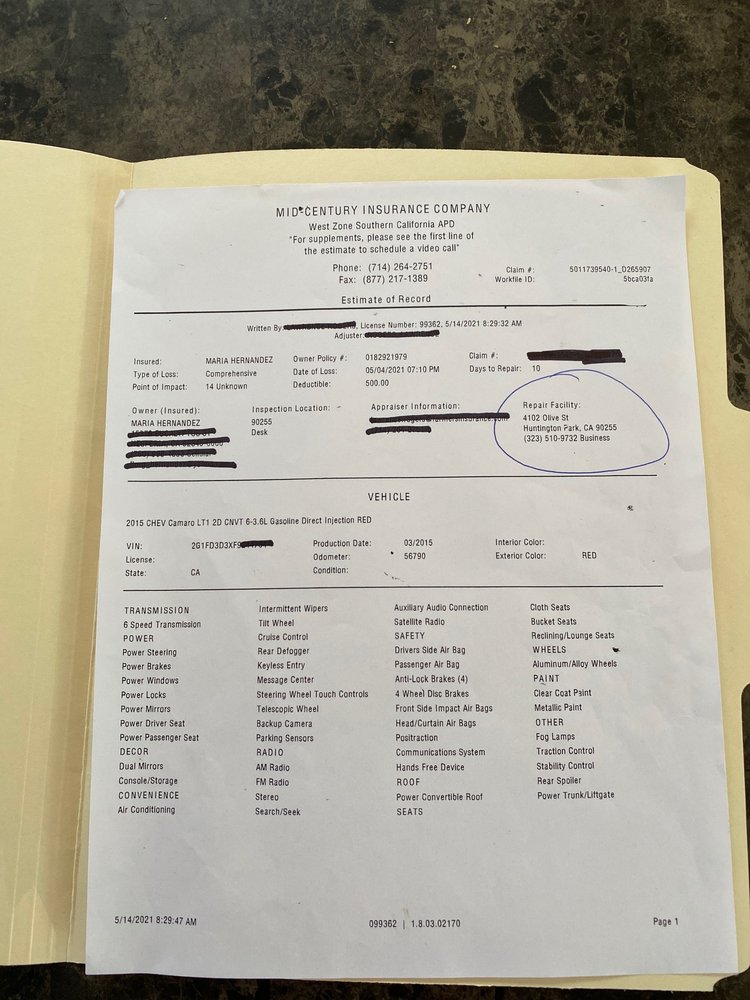 MID-CENTURY INSURANCE COMPANY
West Zone Southern California APD
"For supplements, please see the first line of
the estimate to schedule a video call"
Phone: (714) 264-2751
Fax: (877) 217-1389
Claim #: 5011739540-1_D265907
Workfile ID: 5bca03fa
Estimate of Record
Written By: , License Number: 99362, 5/14/2021 8:29:32 AM
Adjuster:
Insured: MARIA HERNANDEZ Owner Policy #: 0182921979 Claim #:
Type of Loss: Comprehensive Date of Loss: 05/04/2021 07:10 PM Days to Repair: 10
Point of Impact: 14 Unknown Deductible: 500.00
Owner (Insured): Inspection Location: Appraiser Information: Repair Facility:
MARIA HERNANDEZ 90255 4102 Olive St
Desk Huntington Park, CA 90255
(323) 510-9732 Business
VEHICLE
2015 CHEV Camaro LT1 2D CNVT 6-3.6L Gasoline Direct Injection RED
VIN: 2G1FD3D3XF9 Production Date: 03/2015 Interior Color:
License: Odometer: 56790 Exterior Color: RED
State: CA Condition:
TRANSMISSION Intermittent Wipers Auxiliary Audio Connection Cloth Seats
6 Speed Transmission Tilt Wheel Satellite Radio Bucket Seats
POWER Cruise Control SAFETY Reclining/Lounge Seats
Power Steering Rear Defogger Drivers Side Air Bag WHEELS
Power Brakes Keyless Entry Passenger Air Bag Aluminum/Alloy Wheels
Power Windows Message Center Anti-Lock Brakes (4) PAINT
Power Locks Steering Wheel Touch Controls 4 Wheel Disc Brakes Clear Coat Paint
Power Mirrors Telescopic Wheel Front Side Impact Air Bags Metallic Paint
Power Driver Seat Backup Camera Head/Curtain Air Bags OTHER
Power Passenger Seat Parking Sensors Positraction Fog Lamps
DECOR RADIO Communications System Traction Control
Dual Mirrors AM Radio Hands Free Device Stability Control
Console/Storage FM Radio ROOF Rear Spoiler
CONVENIENCE Stereo Power Convertible Roof Power Trunk/Liftgate
Air Conditioning Search/Seek SEATS
5/14/2021 8:29:47 AM 099362 | 1.8.03.02170 Page 1